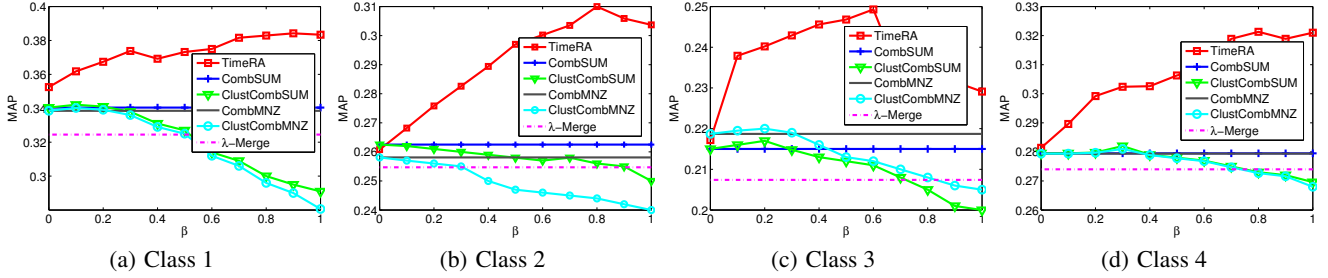 0.4
0.38
0.36
0.34
0.32
0.3
MAP
0
0.2
0.4
0.6
0.8
1
β
TimeRA
CombSUM
ClustCombSUM
CombMNZ
ClustCombMNZ
λ−Merge
(a) Class 1
0.31
0.3
0.29
0.28
0.27
0.26
0.25
0.24
MAP
0
0.2
0.4
0.6
0.8
1
β
TimeRA
CombSUM
ClustCombSUM
CombMNZ
ClustCombMNZ
λ−Merge
(b) Class 2
0.25
0.24
0.23
0.22
0.21
0.2
MAP
0
0.2
0.4
0.6
0.8
1
β
TimeRA
CombSUM
ClustCombSUM
CombMNZ
ClustCombMNZ
λ−Merge
(c) Class 3
0.33
0.32
0.31
0.3
0.29
0.28
0.27
0.26
MAP
0
0.2
0.4
0.6
0.8
1
β
TimeRA
CombSUM
ClustCombSUM
CombMNZ
ClustCombMNZ
λ−Merge
(d) Class 4